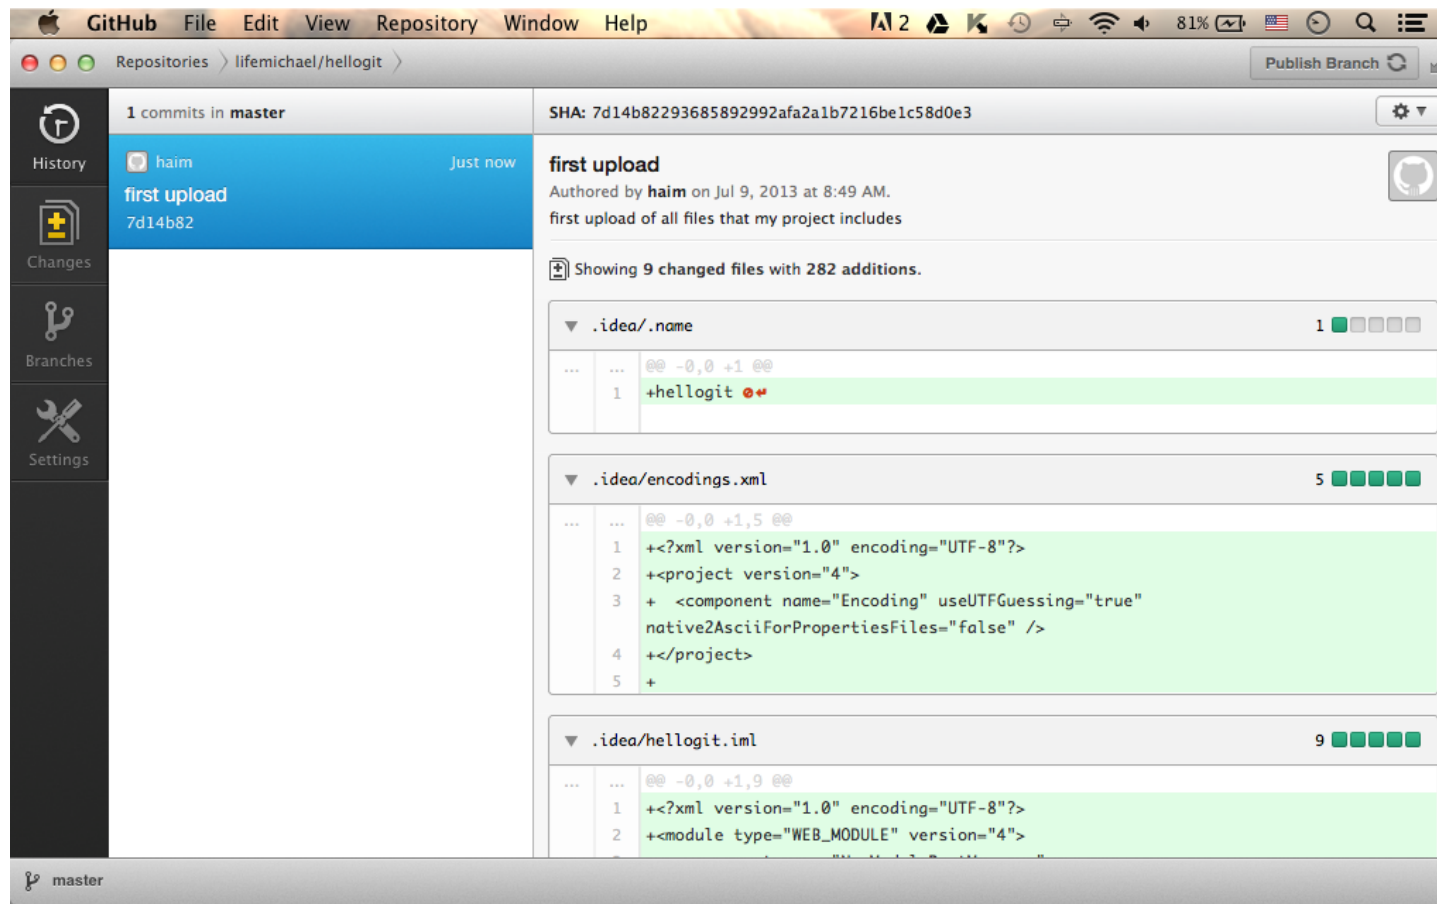 GitHub File Edit View Repository Window Help 2 81%
Repositories lifemichael/hellogit Publish Branch
History
Changes
Branches
Settings
1 commits in master
haim Just now
first upload
7d14b82
SHA: 7d14b82293685892992afa2a1b7216be1c58d0e3
first upload
Authored by haim on Jul 9, 2013 at 8:49 AM.
first upload of all files that my project includes
Showing 9 changed files with 282 additions.
.idea/.name 1
... ... @@ -0,0 +1 @@
1 +hellogit
.idea/encodings.xml 5
... ... @@ -0,0 +1,5 @@
1 +<?xml version="1.0" encoding="UTF-8"?>
2 +<project version="4">
3 +  <component name="Encoding" useUTFGuessing="true"
native2AsciiForPropertiesFiles="false" />
4 +</project>
5 +
.idea/hellogit.iml 9
... ... @@ -0,0 +1,9 @@
1 +<?xml version="1.0" encoding="UTF-8"?>
2 +<module type="WEB_MODULE" version="4">
master